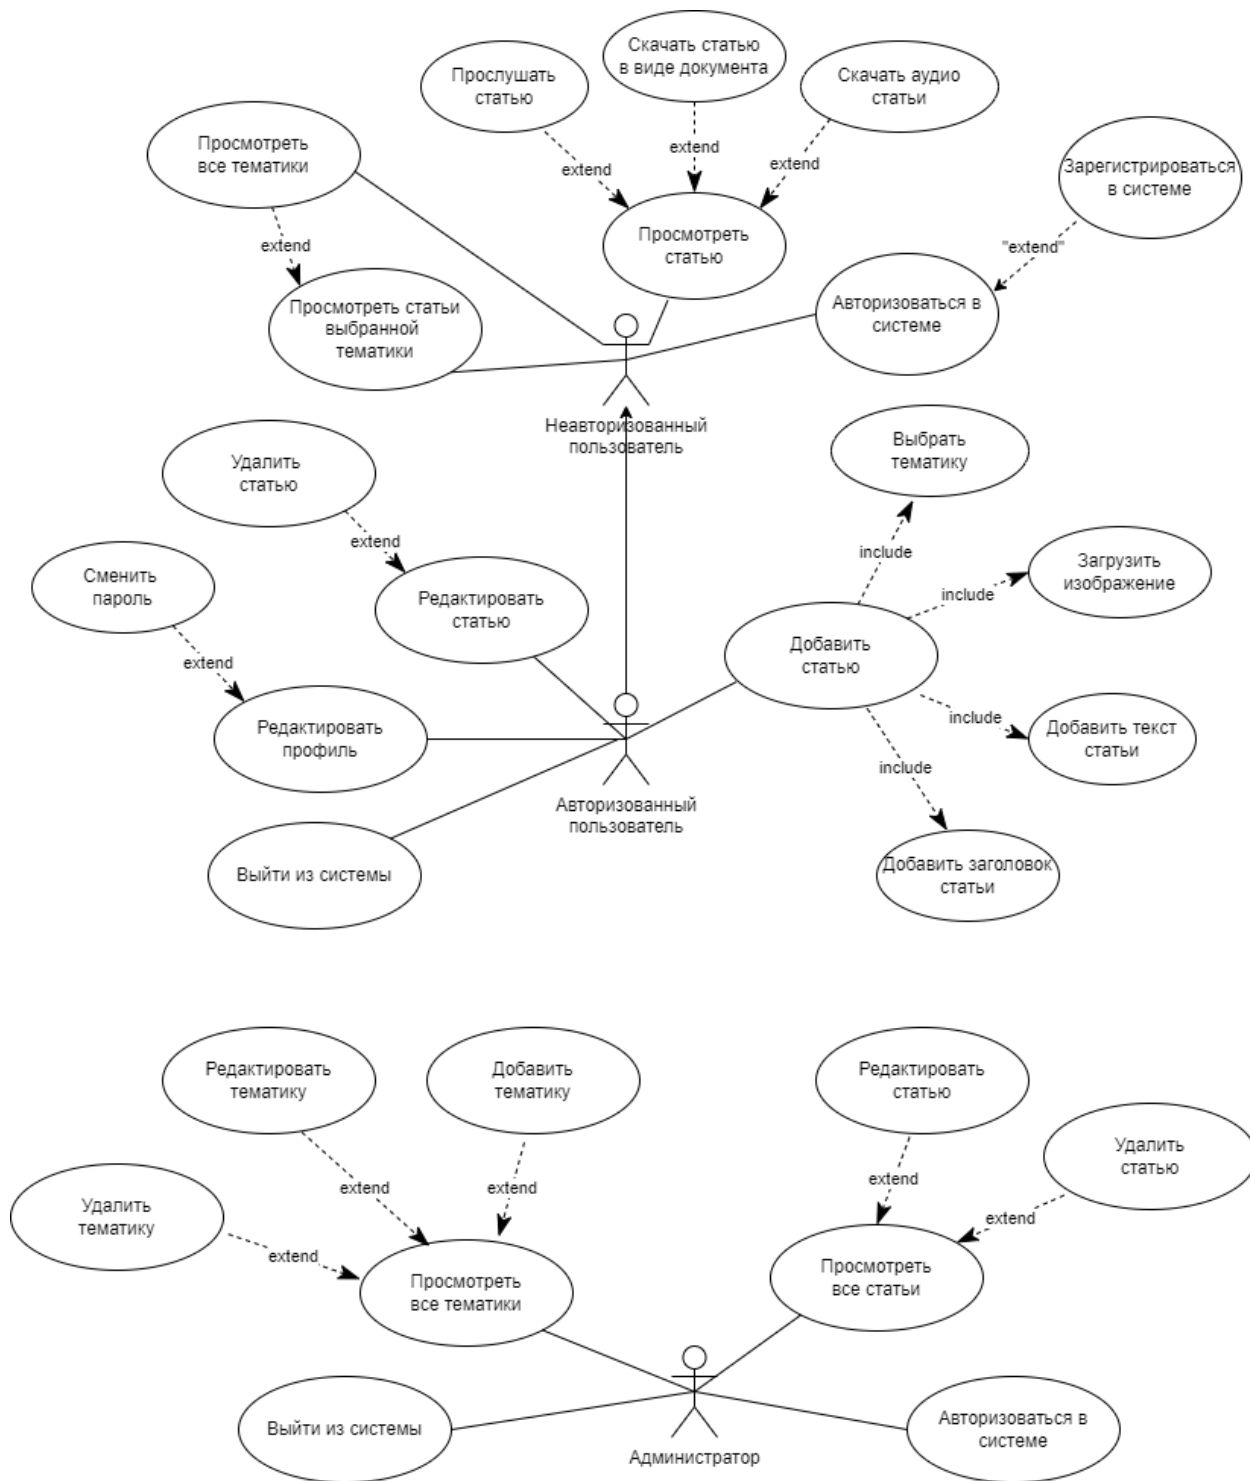 Скачать статью
в виде документа
Прослушать
статью
Скачать аудио
статьи
Просмотреть
все тематики
extend
extend
extend
Зарегистрироваться
в системе
Просмотреть
статью
extend
"extend"
Просмотреть статьи
выбранной
тематики
Авторизоваться в
системе
Неавторизованный
пользователь
Выбрать
тематику
Удалить
статью
extend
include
Сменить
пароль
Редактировать
статью
Загрузить
изображение
include
extend
Добавить
статью
Редактировать
профиль
include
Добавить текст
статьи
include
Авторизованный
пользователь
Выйти из системы
Добавить заголовок
статьи
Редактировать
тематику
Добавить
тематику
Редактировать
статью
Удалить
статью
extend
extend
extend
Удалить
тематику
extend
extend
Просмотреть
все тематики
Просмотреть
все статьи
Выйти из системы
Авторизоваться в
системе
Администратор